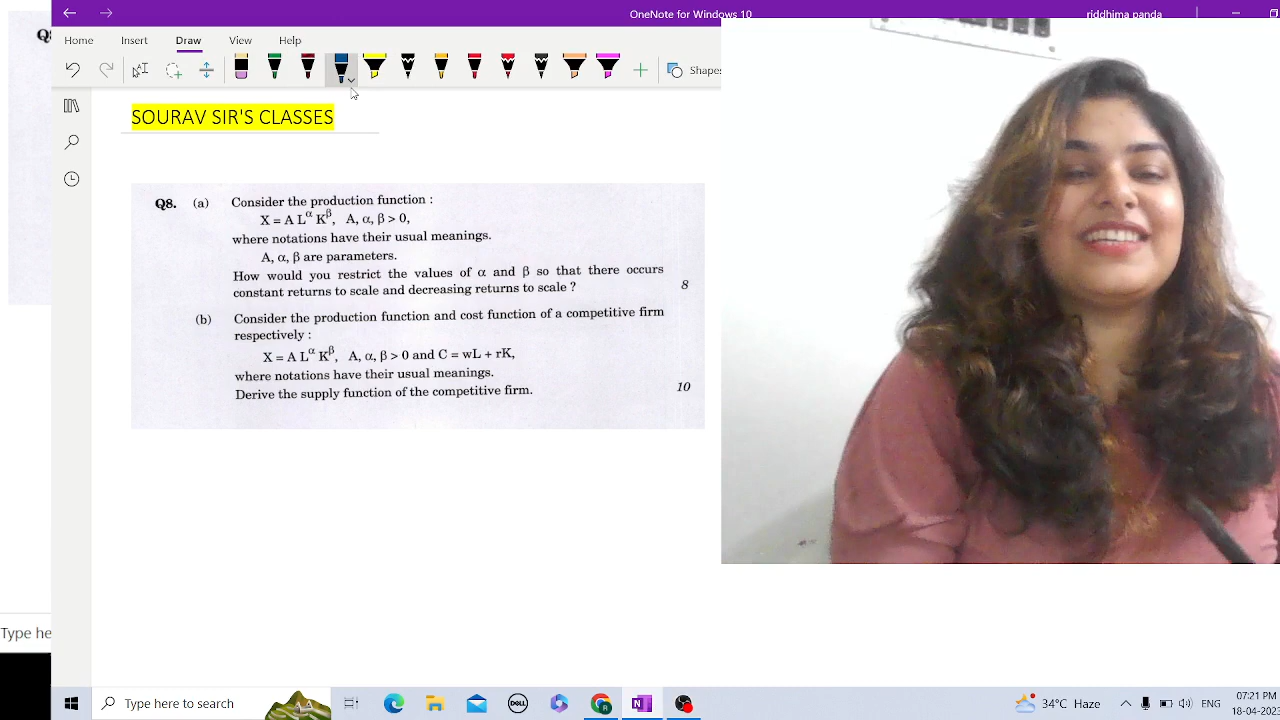 OneNote for Windows 10
riddhima panda
Home Insert Draw View Help
Shapes
SOURAV SIR'S CLASSES
Q8. (a) Consider the production function :
X = A L^α K^β, A, α, β > 0,
where notations have their usual meanings.
A, α, β are parameters.
How would you restrict the values of α and β so that there occurs
constant returns to scale and decreasing returns to scale ? 8
(b) Consider the production function and cost function of a competitive firm
respectively :
X = A L^α K^β, A, α, β > 0 and C = wL + rK,
where notations have their usual meanings.
Derive the supply function of the competitive firm. 10
Type he
Type here to search
DELL
34°C Haze
ENG
07:21 PM
18-04-202